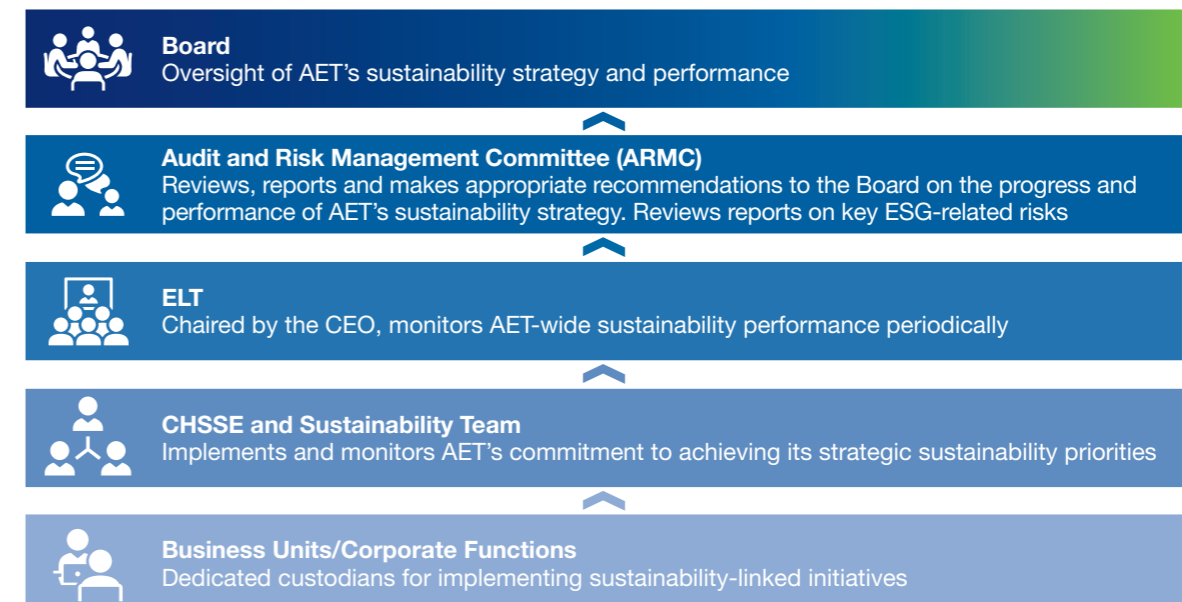 Board
Oversight of AET’s sustainability strategy and performance
Audit and Risk Management Committee (ARMC)
Reviews, reports and makes appropriate recommendations to the Board on the progress and
performance of AET’s sustainability strategy. Reviews reports on key ESG-related risks
ELT
Chaired by the CEO, monitors AET-wide sustainability performance periodically
CHSSE and Sustainability Team
Implements and monitors AET’s commitment to achieving its strategic sustainability priorities
Business Units/Corporate Functions
Dedicated custodians for implementing sustainability-linked initiatives